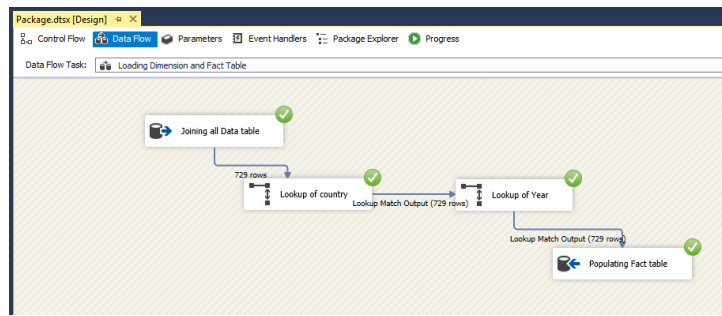 Package.dtsx [Design]
Control Flow Data Flow Parameters Event Handlers Package Explorer Progress
Data Flow Task: Loading Dimension and Fact Table
Joining all Data table
729 rows
Lookup of country
Lookup Match Output (729 rows)
Lookup of Year
Lookup Match Output (729 rows)
Populating Fact table